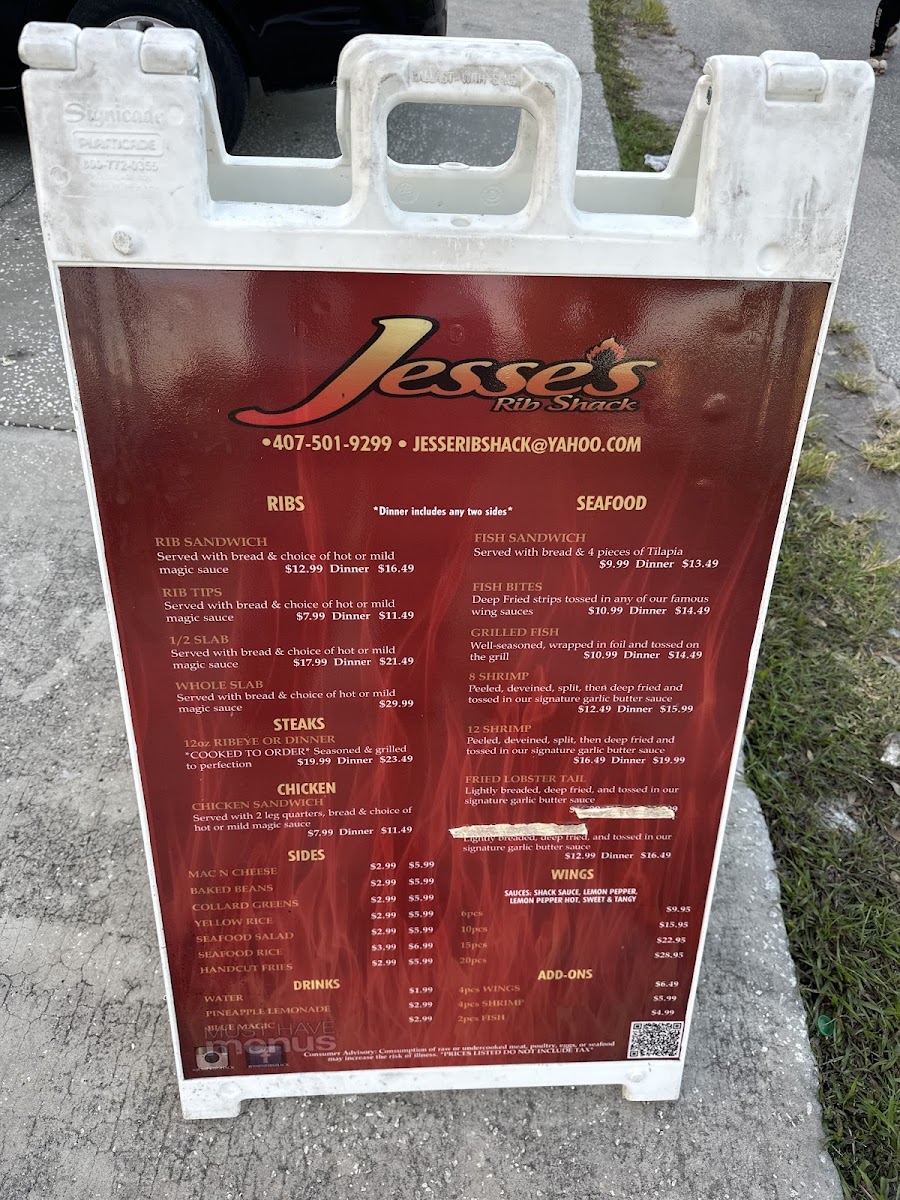 BALLAST-WITH SAND
Signicade
PLASTICADE
800-772-0355
Jesse's
Rib Shack
•407-501-9299 • JESSERIBSHACK@YAHOO.COM
*Dinner includes any two sides*
RIBS
RIB SANDWICH
Served with bread & choice of hot or mild
magic sauce $12.99 Dinner $16.49
RIB TIPS
Served with bread & choice of hot or mild
magic sauce $7.99 Dinner $11.49
1/2 SLAB
Served with bread & choice of hot or mild
magic sauce $17.99 Dinner $21.49
WHOLE SLAB
Served with bread & choice of hot or mild
magic sauce $29.99
STEAKS
12oz RIBEYE OR DINNER
*COOKED TO ORDER* Seasoned & grilled
to perfection $19.99 Dinner $23.49
CHICKEN
CHICKEN SANDWICH
Served with 2 leg quarters, bread & choice of
hot or mild magic sauce
$7.99 Dinner $11.49
SIDES
MAC N CHEESE $2.99 $5.99
BAKED BEANS $2.99 $5.99
COLLARD GREENS $2.99 $5.99
YELLOW RICE $2.99 $5.99
SEAFOOD SALAD $2.99 $5.99
SEAFOOD RICE $3.99 $6.99
HANDCUT FRIES $2.99 $5.99
DRINKS
WATER $1.99
PINEAPPLE LEMONADE $2.99
BLUE MAGIC $2.99
SEAFOOD
FISH SANDWICH
Served with bread & 4 pieces of Tilapia
$9.99 Dinner $13.49
FISH BITES
Deep Fried strips tossed in any of our famous
wing sauces $10.99 Dinner $14.49
GRILLED FISH
Well-seasoned, wrapped in foil and tossed on
the grill $10.99 Dinner $14.49
8 SHRIMP
Peeled, deveined, split, then deep fried and
tossed in our signature garlic butter sauce
$12.49 Dinner $15.99
12 SHRIMP
Peeled, deveined, split, then deep fried and
tossed in our signature garlic butter sauce
$16.49 Dinner $19.99
FRIED LOBSTER TAIL
Lightly breaded, deep fried, and tossed in our
signature garlic butter sauce
Lightly breaded, deep fried, and tossed in our
signature garlic butter sauce
$12.99 Dinner $16.49
WINGS
SAUCES: SHACK SAUCE, LEMON PEPPER,
LEMON PEPPER HOT, SWEET & TANGY
6pcs $9.95
10pcs $15.95
15pcs $22.95
20pcs $28.95
ADD-ONS
4pcs WINGS $6.49
4pcs SHRIMP $5.99
2pcs FISH $4.99
MUST HAVE
menus
Consumer Advisory: Consumption of raw or undercooked meat, poultry, eggs, or seafood
may increase the risk of illness. *PRICES LISTED DO NOT INCLUDE TAX*